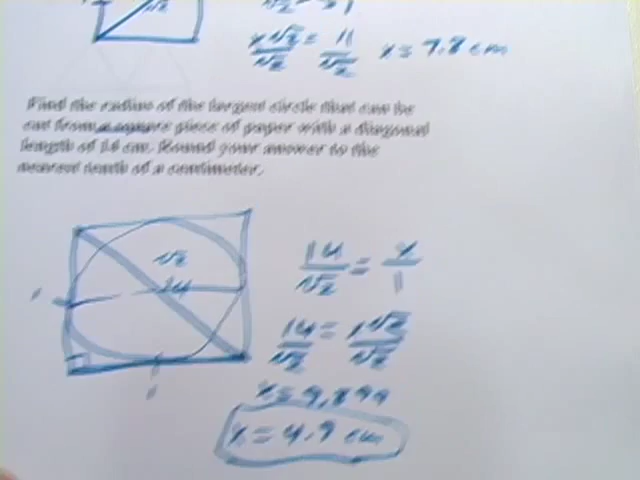 √2
x√2 = 11
√2 √2
x = 7.8 cm
Find the radius of the largest circle that can be
cut from a square piece of paper with a diagonal
length of 14 cm. Round your answer to the
nearest tenth of a centimeter.
√2
14
1
1
14 = x
√2 1
14 = x√2
√2 √2
x = 9.899
x = 4.9 cm